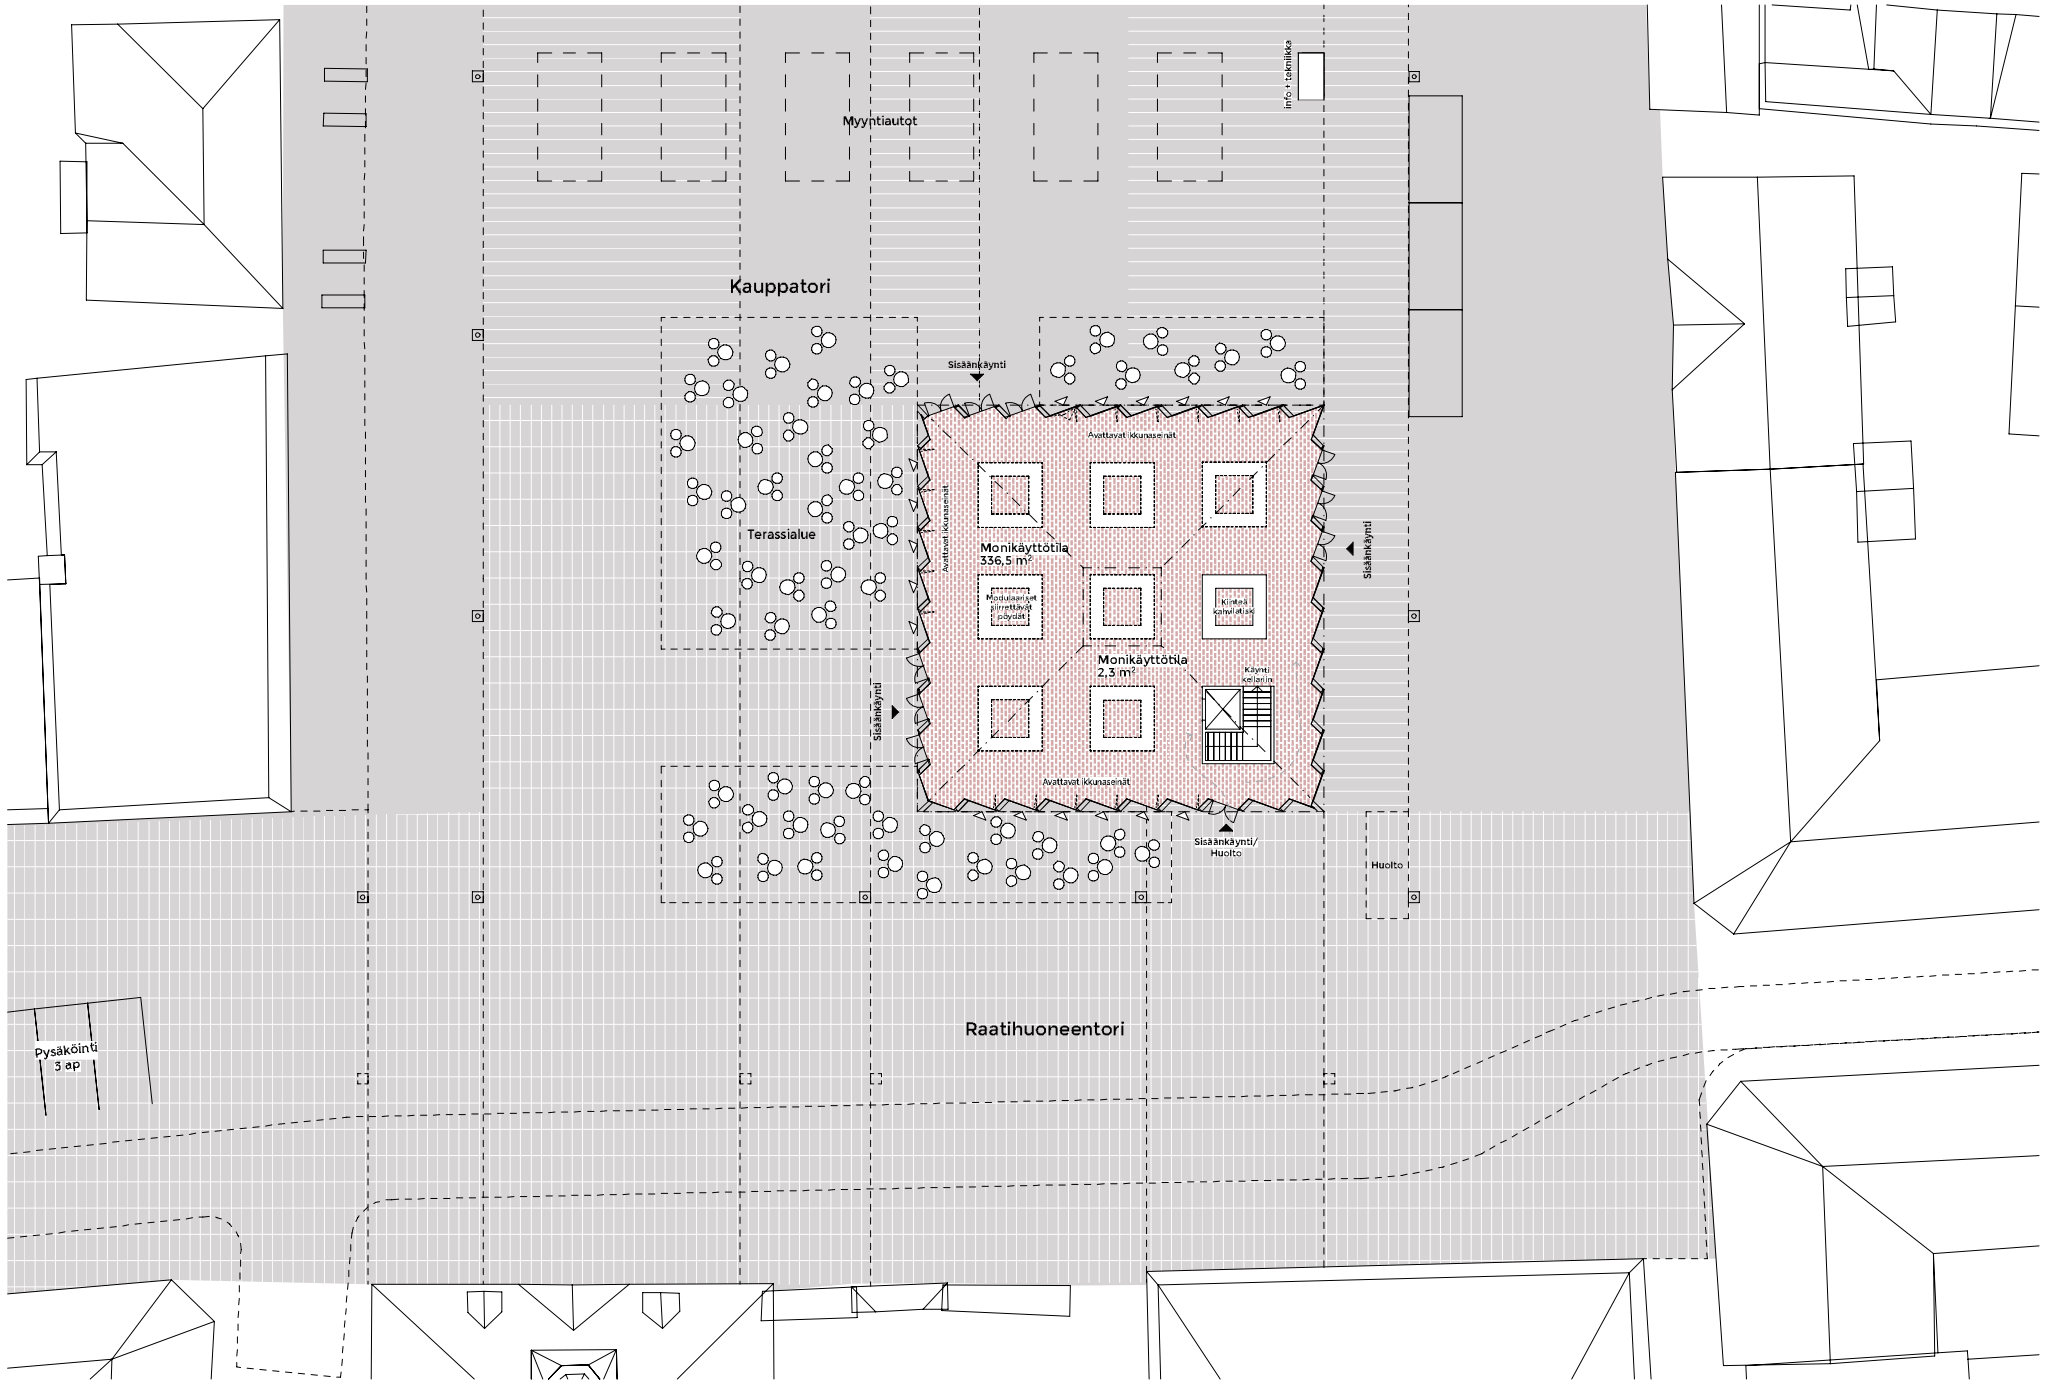 info + tekniikka
Myyntiautot
Kauppatori
Sisäänkäynti
Avattavat ikkunaseinät
Avattavat ikkunaseinät
Terassialue
Monikäyttötila
336,5 m²
Sisäänkäynti
Modulaariset
siirrettävät
pöydät
Kiinteä
kahvilatiski
Monikäyttötila
2,3 m²
Käynti
kellariin
Sisäänkäynti
Avattavat ikkunaseinät
Sisäänkäynti/
Huolto
Huolto
Raatihuoneentori
Pysäköinti
3 ap